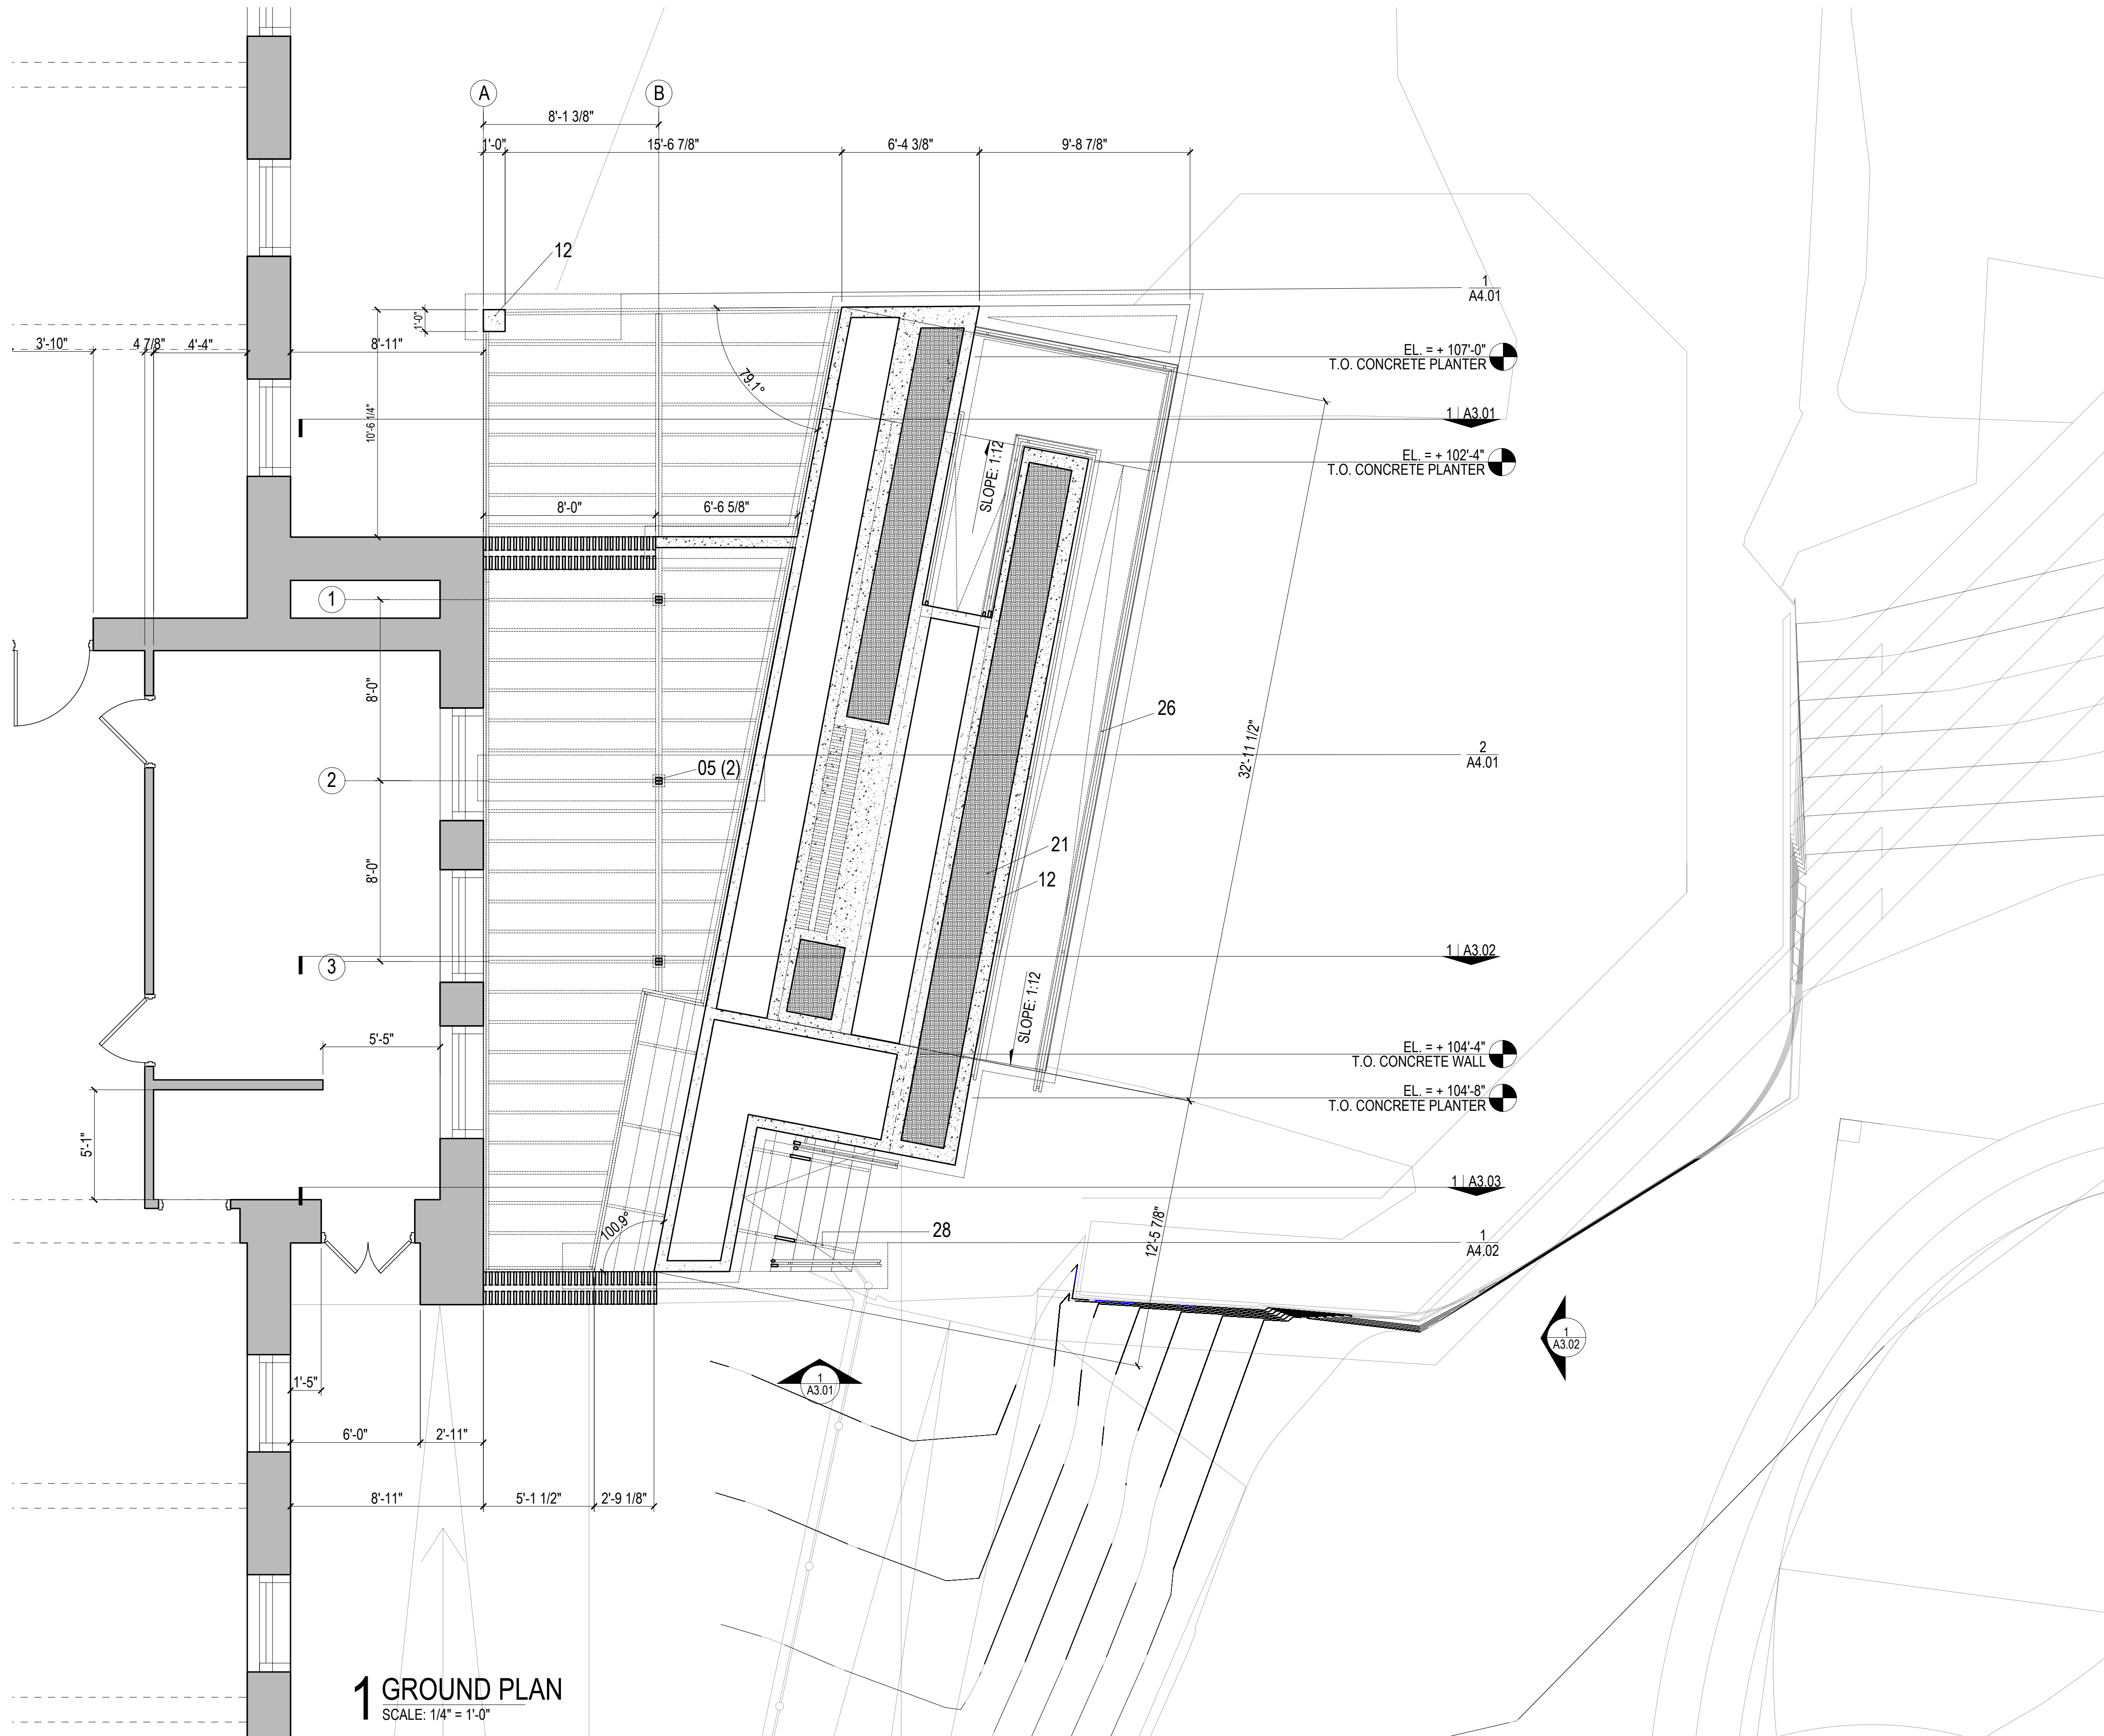 A
B
8'-1 3/8"
1'-0"
15'-6 7/8"
6'-4 3/8"
9'-8 7/8"
12
1
A4.01
1'-0"
3'-10"
4 7/8"
4'-4"
8'-11"
79.1°
EL. = + 107'-0"
T.O. CONCRETE PLANTER
10'-6 1/4"
1 | A3.01
SLOPE: 1:12
EL. = + 102'-4"
T.O. CONCRETE PLANTER
8'-0"
6'-6 5/8"
1
8'-0"
26
32'-11 1/2"
2
A4.01
2
05 (2)
21
8'-0"
12
1 | A3.02
3
SLOPE: 1:12
5'-5"
EL. = + 104'-4"
T.O. CONCRETE WALL
EL. = + 104'-8"
T.O. CONCRETE PLANTER
5'-1"
1 | A3.03
100.9°
28
12'-5 7/8"
1
A4.02
1
A3.02
1'-5"
1
A3.01
6'-0"
2'-11"
8'-11"
5'-1 1/2"
2'-9 1/8"
1 GROUND PLAN
SCALE: 1/4" = 1'-0"